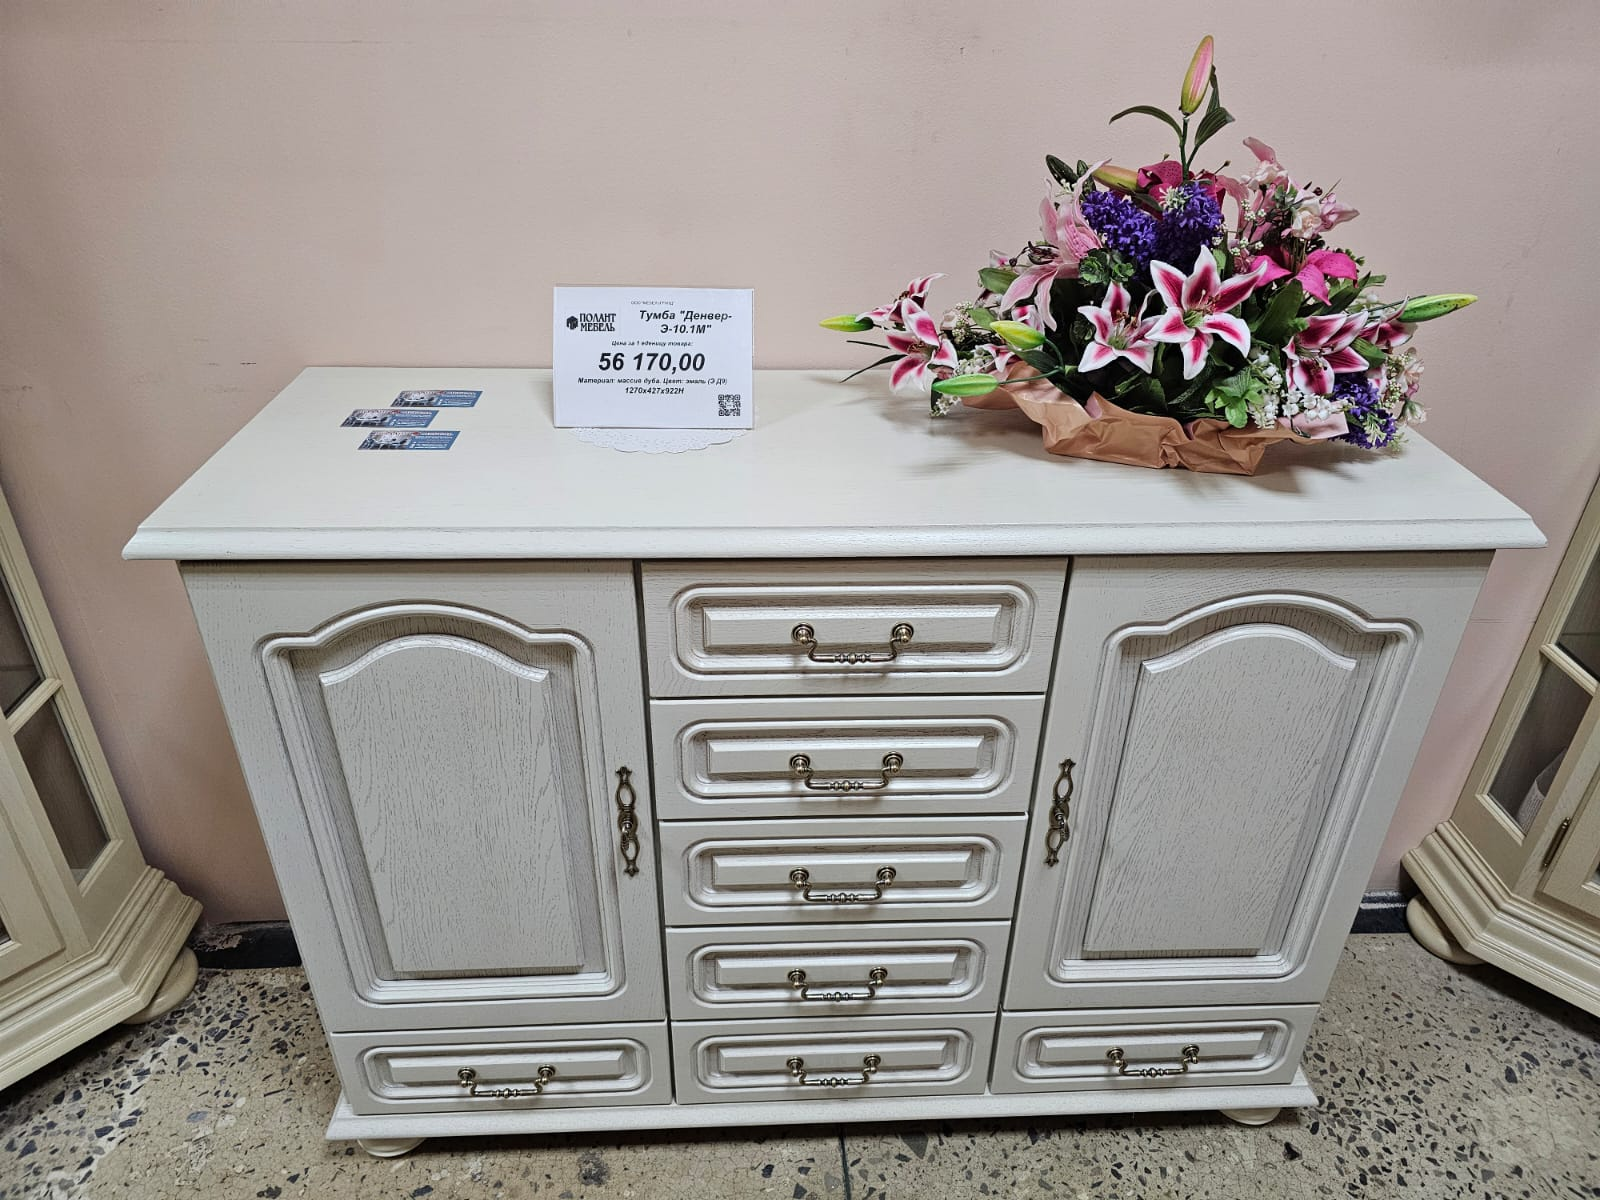 ПОЛАНТ
МЕБЕЛЬ
Тумба "Денвер-
Э-10.1М"
Цена за 1 единицу товара:
56 170,00
Материал: массив дуба. Цвет: эмаль (Э Д9)
1270х427х922Н